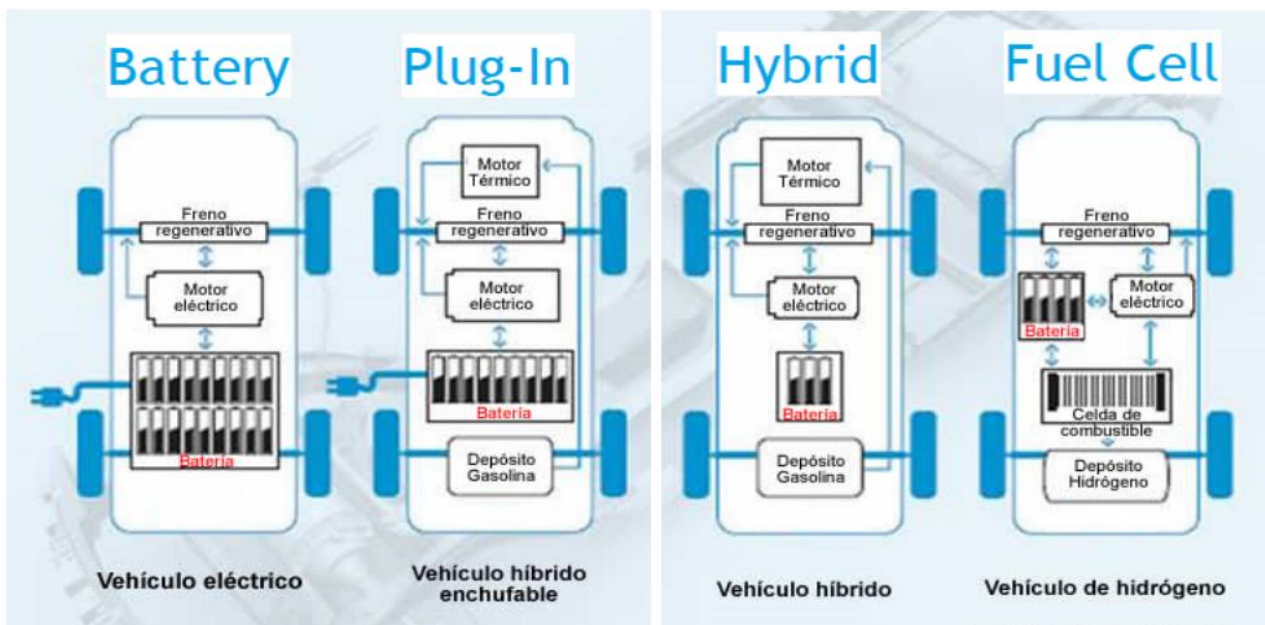 Battery
Plug-In
Hybrid
Fuel Cell
Freno
regenerativo
Motor
eléctrico
Batería
Vehículo eléctrico
Motor
Térmico
Freno
regenerativo
Motor
eléctrico
Batería
Depósito
Gasolina
Vehículo híbrido
enchufable
Motor
Térmico
Freno
regenerativo
Motor
eléctrico
Batería
Depósito
Gasolina
Vehículo híbrido
Freno
regenerativo
Batería
Motor
eléctrico
Celda de
combustible
Depósito
Hidrógeno
Vehículo de hidrógeno